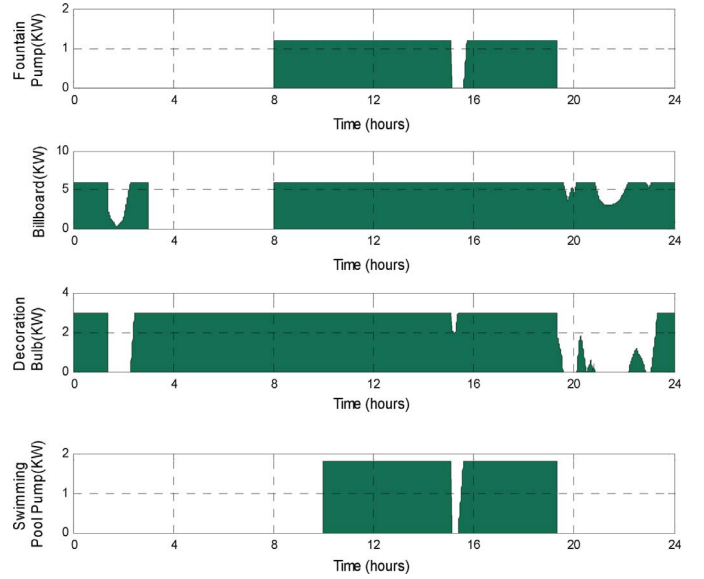 Fountain
Pump(KW)
2
1
0
0 4 8 12 16 20 24
Time (hours)
Billboard(KW)
10
5
0
0 4 8 12 16 20 24
Time (hours)
Decoration
Bulb(KW)
4
2
0
0 4 8 12 16 20 24
Time (hours)
Swimming
Pool Pump(KW)
2
1
0
0 4 8 12 16 20 24
Time (hours)